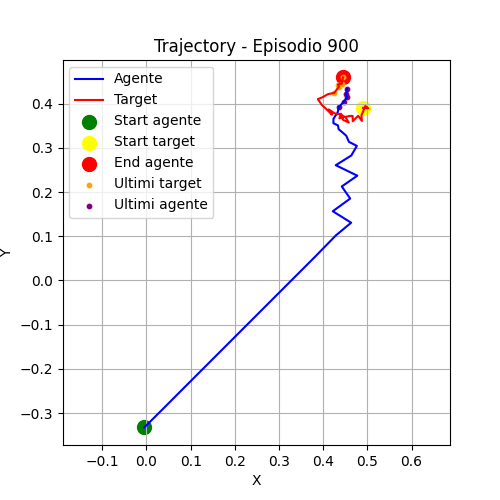 Trajectory - Episodio 900
Agente
Target
Start agente
Start target
End agente
Ultimi target
Ultimi agente
Y
0.4
0.3
0.2
0.1
0.0
−0.1
−0.2
−0.3
−0.1
0.0
0.1
0.2
0.3
0.4
0.5
0.6
X